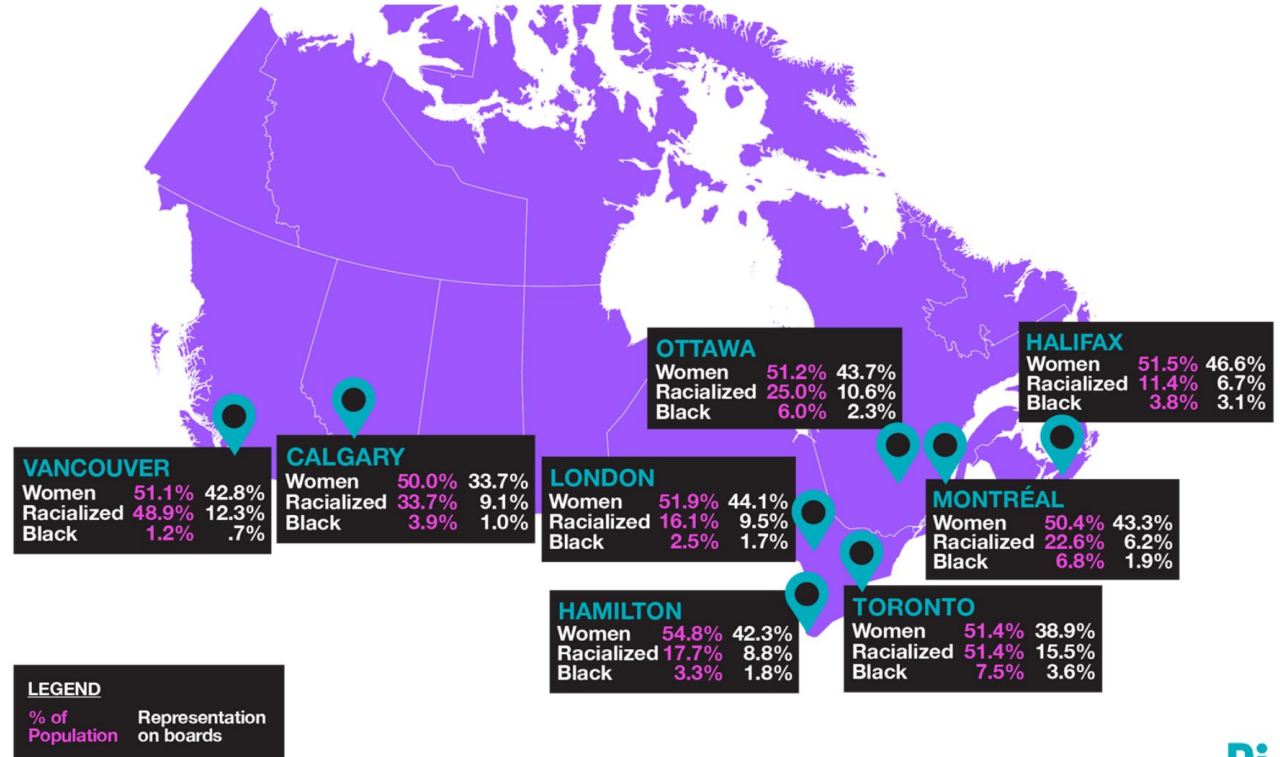 OTTAWA
Women 51.2% 43.7%
Racialized 25.0% 10.6%
Black 6.0% 2.3%
HALIFAX
Women 51.5% 46.6%
Racialized 11.4% 6.7%
Black 3.8% 3.1%
VANCOUVER
Women 51.1% 42.8%
Racialized 48.9% 12.3%
Black 1.2% .7%
CALGARY
Women 50.0% 33.7%
Racialized 33.7% 9.1%
Black 3.9% 1.0%
LONDON
Women 51.9% 44.1%
Racialized 16.1% 9.5%
Black 2.5% 1.7%
MONTRÉAL
Women 50.4% 43.3%
Racialized 22.6% 6.2%
Black 6.8% 1.9%
HAMILTON
Women 54.8% 42.3%
Racialized 17.7% 8.8%
Black 3.3% 1.8%
TORONTO
Women 51.4% 38.9%
Racialized 51.4% 15.5%
Black 7.5% 3.6%
LEGEND
% of Representation
Population on boards